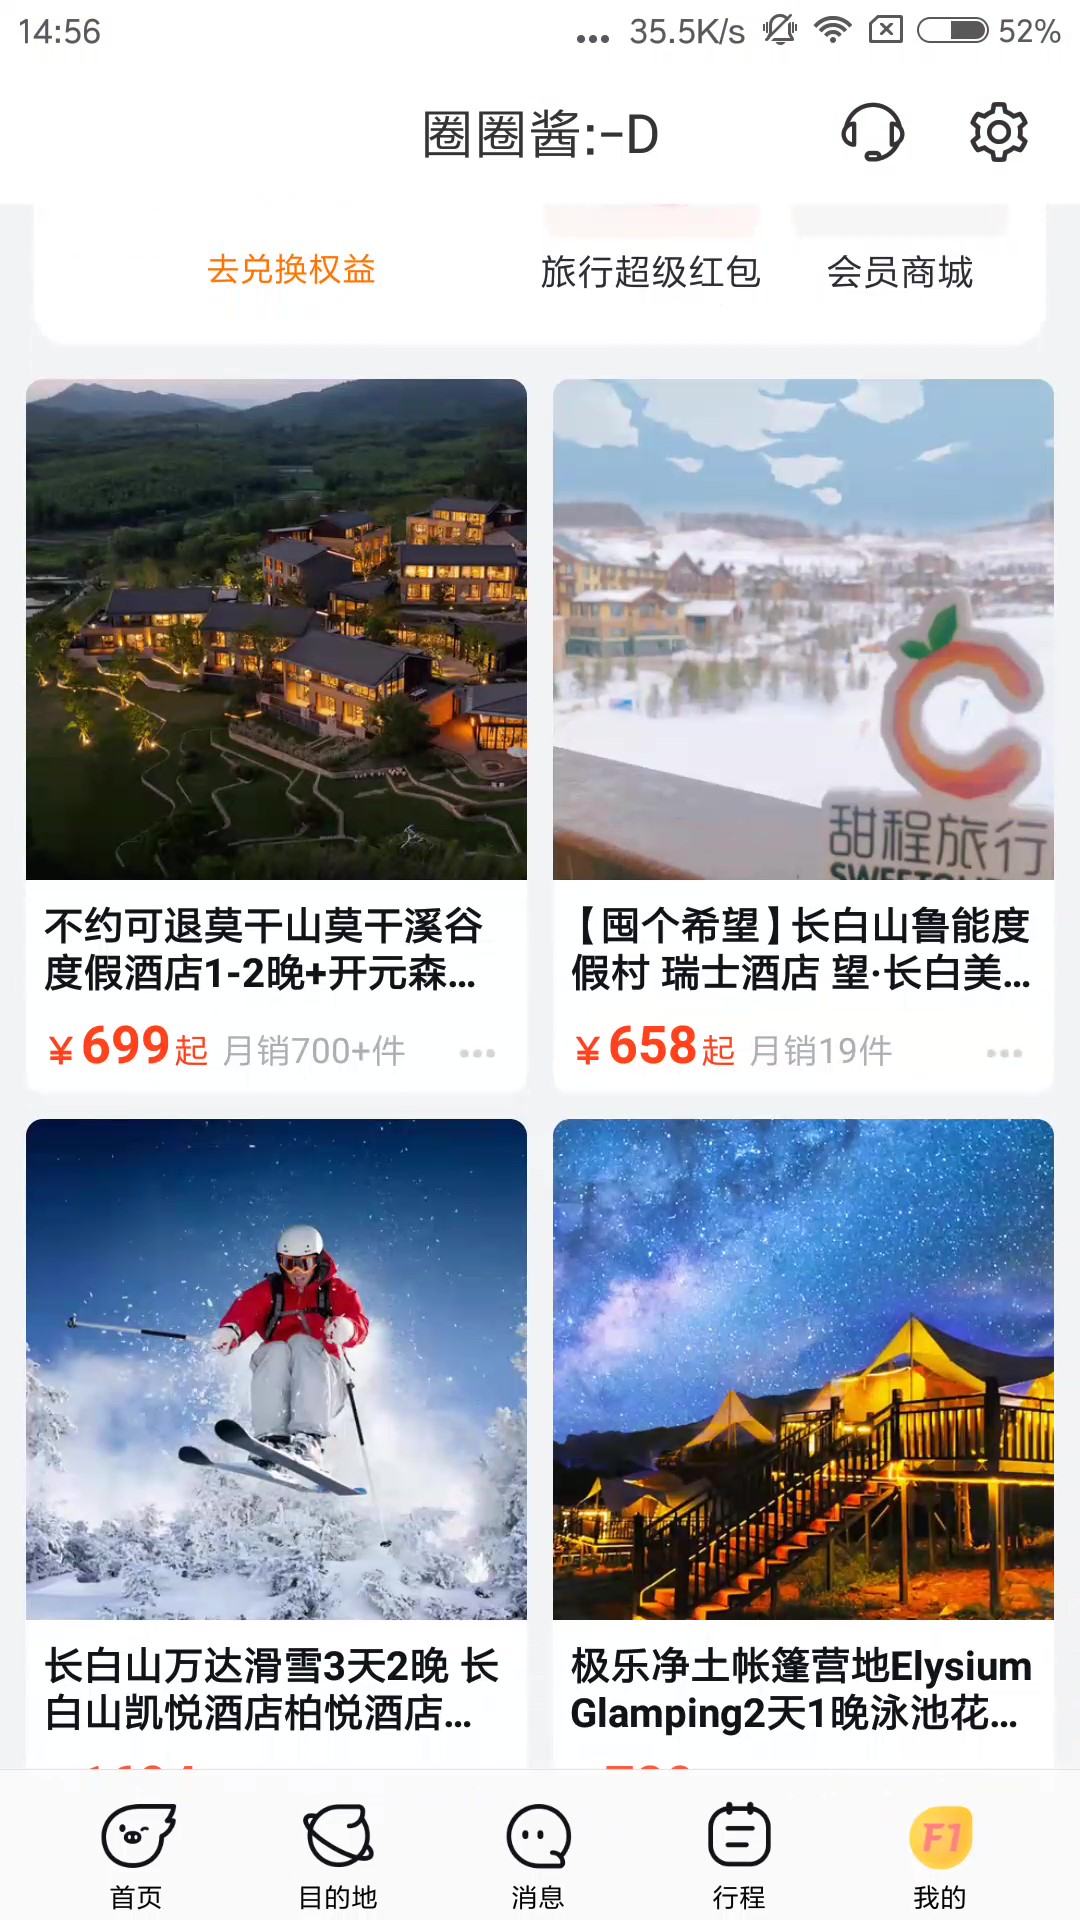 14:56
... 35.5K/s 52%
圈圈酱:-D
去兑换权益
旅行超级红包
会员商城
甜程旅行
不约可退莫干山莫干溪谷
度假酒店1-2晚+开元森...
¥699起 月销700+件
【囤个希望】长白山鲁能度
假村 瑞士酒店 望·长白美...
¥658起 月销19件
长白山万达滑雪3天2晚 长
白山凯悦酒店柏悦酒店...
极乐净土帐篷营地Elysium
Glamping2天1晚泳池花...
首页
目的地
消息
行程
F1
我的